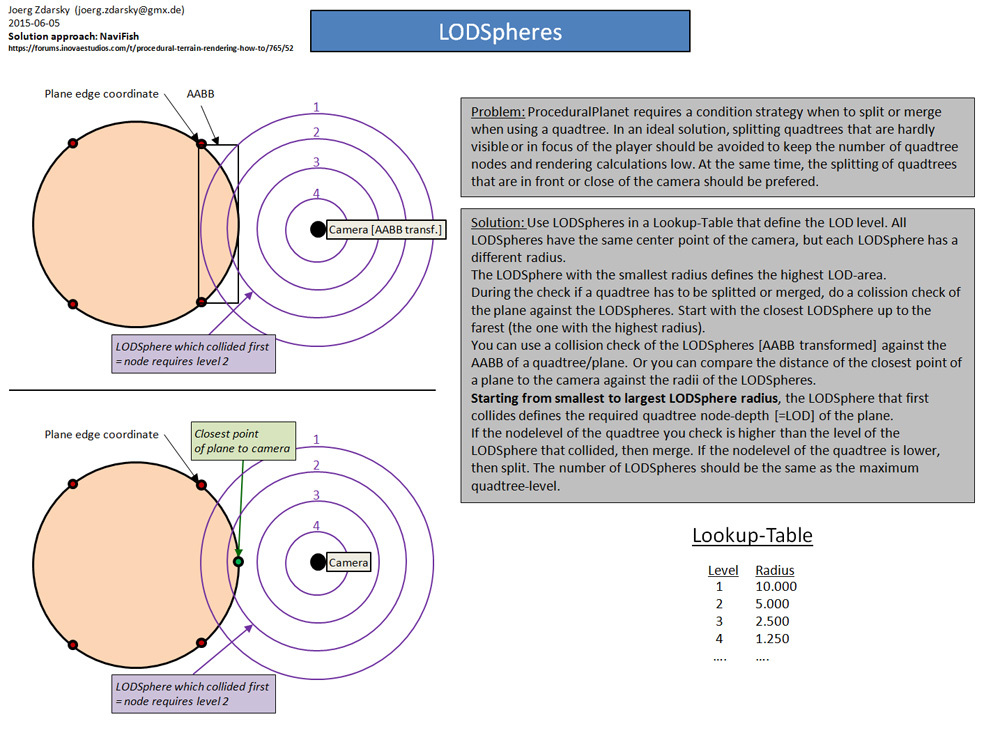 Joerg Zdarsky (joerg.zdarsky@gmx.de)
2015-06-05
Solution approach: NaviFish
https://forums.inovaestudios.com/t/procedural-terrain-rendering-how-to/765/52
LODSpheres
Plane edge coordinate
AABB
1
2
3
4
Camera [AABB transf.]
LODSphere which collided first
= node requires level 2
Problem: ProceduralPlanet requires a condition strategy when to split or merge
when using a quadtree. In an ideal solution, splitting quadtrees that are hardly
visible or in focus of the player should be avoided to keep the number of quadtree
nodes and rendering calculations low. At the same time, the splitting of quadtrees
that are in front or close of the camera should be prefered.
Solution: Use LODSpheres in a Lookup-Table that define the LOD level. All
LODSpheres have the same center point of the camera, but each LODSphere has a
different radius.
The LODSphere with the smallest radius defines the highest LOD-area.
During the check if a quadtree has to be splitted or merged, do a colission check of
the plane against the LODSpheres. Start with the closest LODSphere up to the
farest (the one with the highest radius).
You can use a collision check of the LODSpheres [AABB transformed] against the
AABB of a quadtree/plane. Or you can compare the distance of the closest point of
a plane to the camera against the radii of the LODSpheres.
Starting from smallest to largest LODSphere radius, the LODSphere that first
collides defines the required quadtree node-depth [=LOD] of the plane.
If the nodelevel of the quadtree you check is higher than the level of the
LODSphere that collided, then merge. If the nodelevel of the quadtree is lower,
then split. The number of LODSpheres should be the same as the maximum
quadtree-level.
Plane edge coordinate
Closest point
of plane to camera
1
2
3
4
Camera
LODSphere which collided first
= node requires level 2
Lookup-Table
Level Radius
1 10.000
2 5.000
3 2.500
4 1.250
.... ....